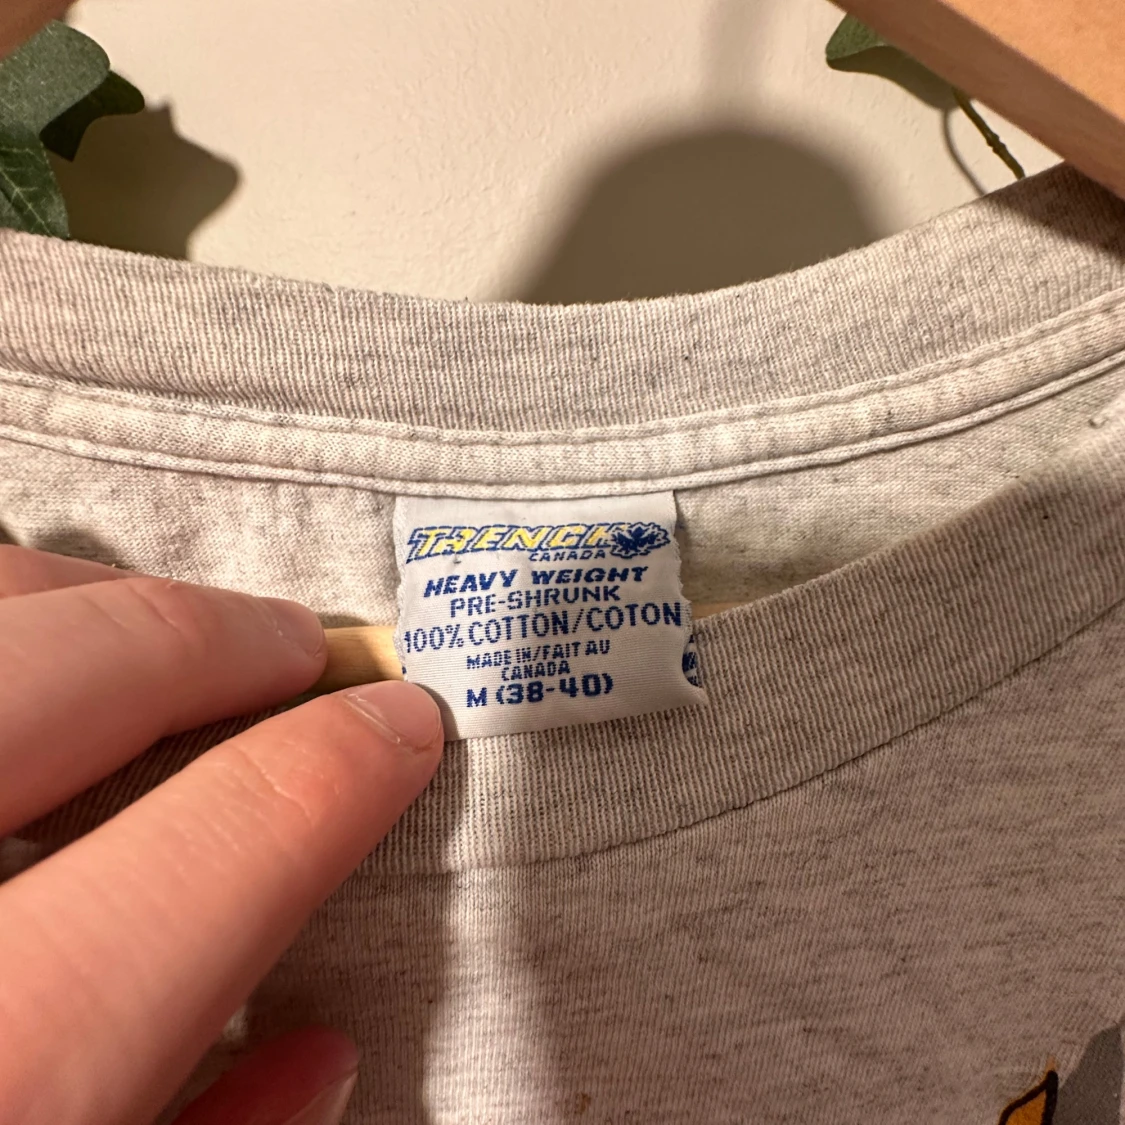 TRENCH
CANADA
HEAVY WEIGHT
PRE-SHRUNK
100% COTTON/COTON
MADE IN/FAIT AU
CANADA
M (38-40)